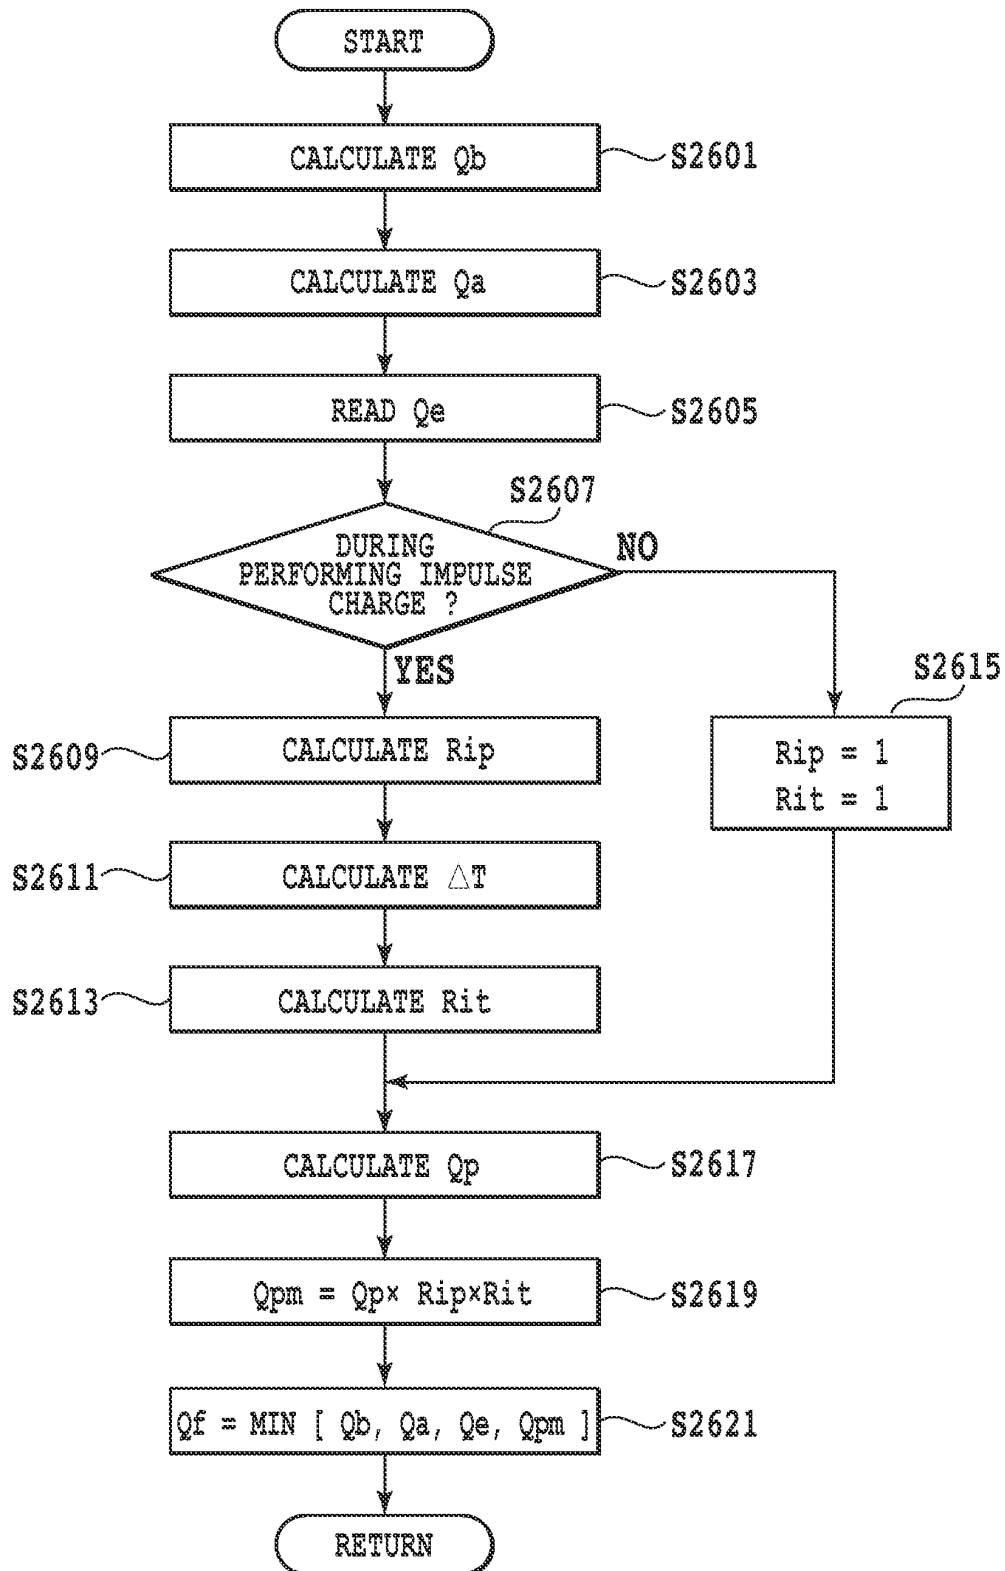 START
CALCULATE Qb
S2601
CALCULATE Qa
S2603
READ Qe
S2605
S2607
DURING
PERFORMING IMPULSE
CHARGE ?
NO
YES
S2615
Rip = 1
Rit = 1
S2609
CALCULATE Rip
S2611
CALCULATE △T
S2613
CALCULATE Rit
CALCULATE Qp
S2617
Qpm = Qp× Rip×Rit
S2619
Qf = MIN [ Qb, Qa, Qe, Qpm ]
S2621
RETURN